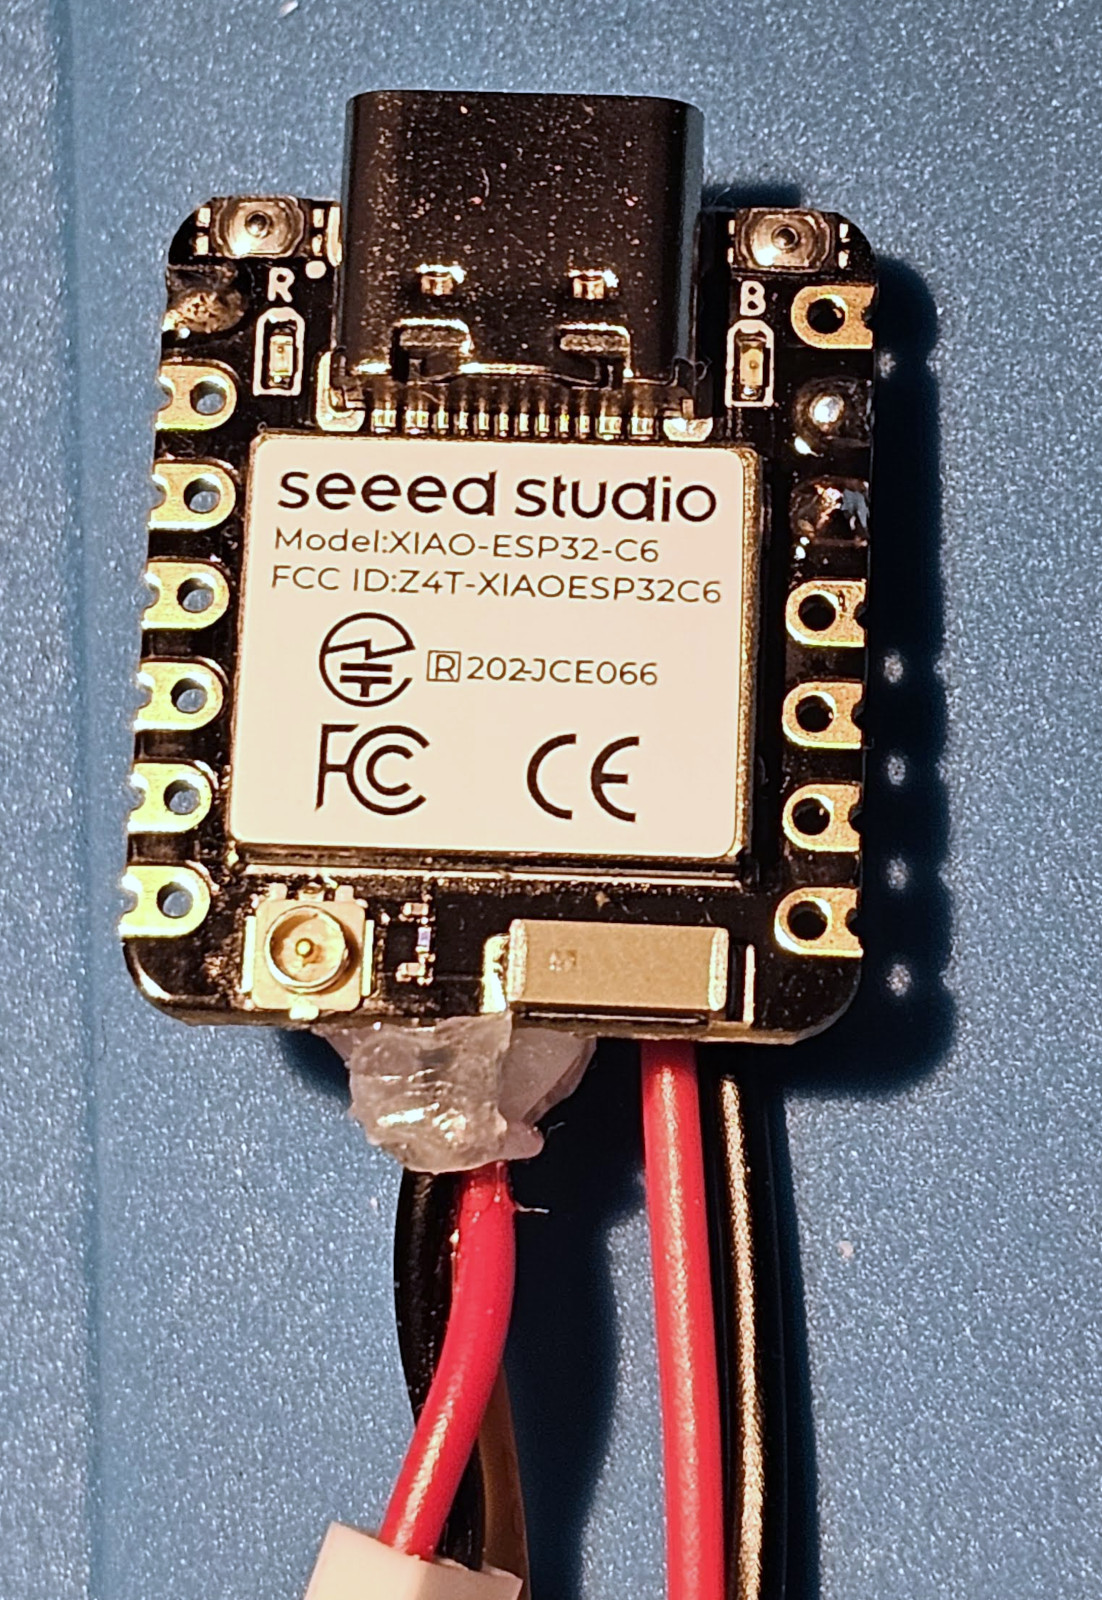 R
B
seeed studio
Model:XIAO-ESP32-C6
FCC ID:Z4T-XIAOESP32C6
R 202-JCE066
FC
CE